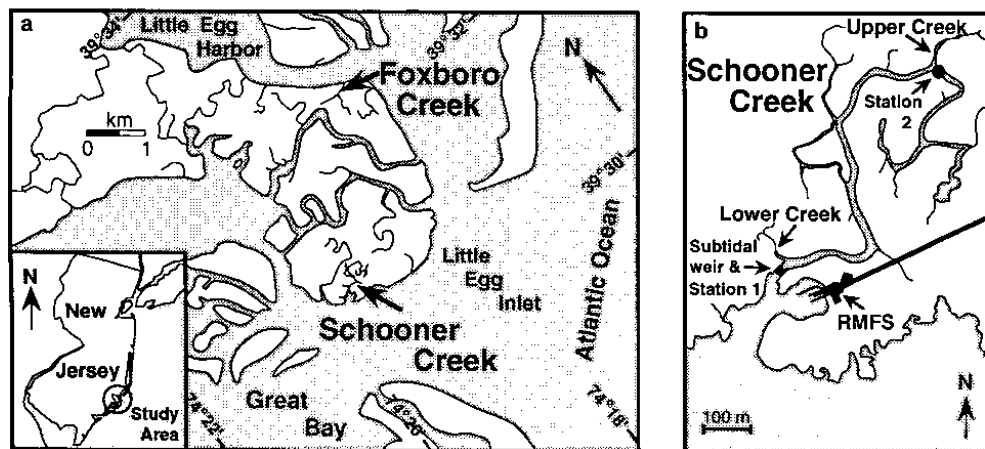 a
39° 34'
Little Egg
Harbor
39° 32'
N
Foxboro
Creek
km
0 1
39° 30'
Little
Egg
Inlet
Atlantic Ocean
Schooner
Creek
Great
Bay
74° 22'
74° 18'
N
New
Jersey
Study
Area
b
Upper Creek
Schooner
Creek
Station
2
Lower Creek
Subtidal
weir &
Station 1
RMFS
N
100 m